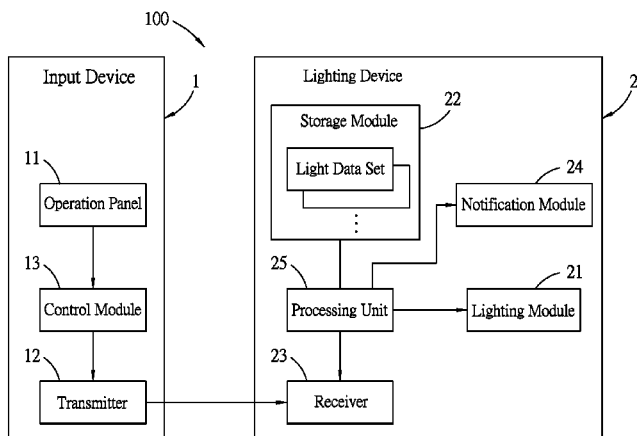 100
Input Device
1
11
Operation Panel
13
Control Module
12
Transmitter
Lighting Device
2
22
Storage Module
Light Data Set
⋮
24
Notification Module
25
Processing Unit
21
Lighting Module
23
Receiver